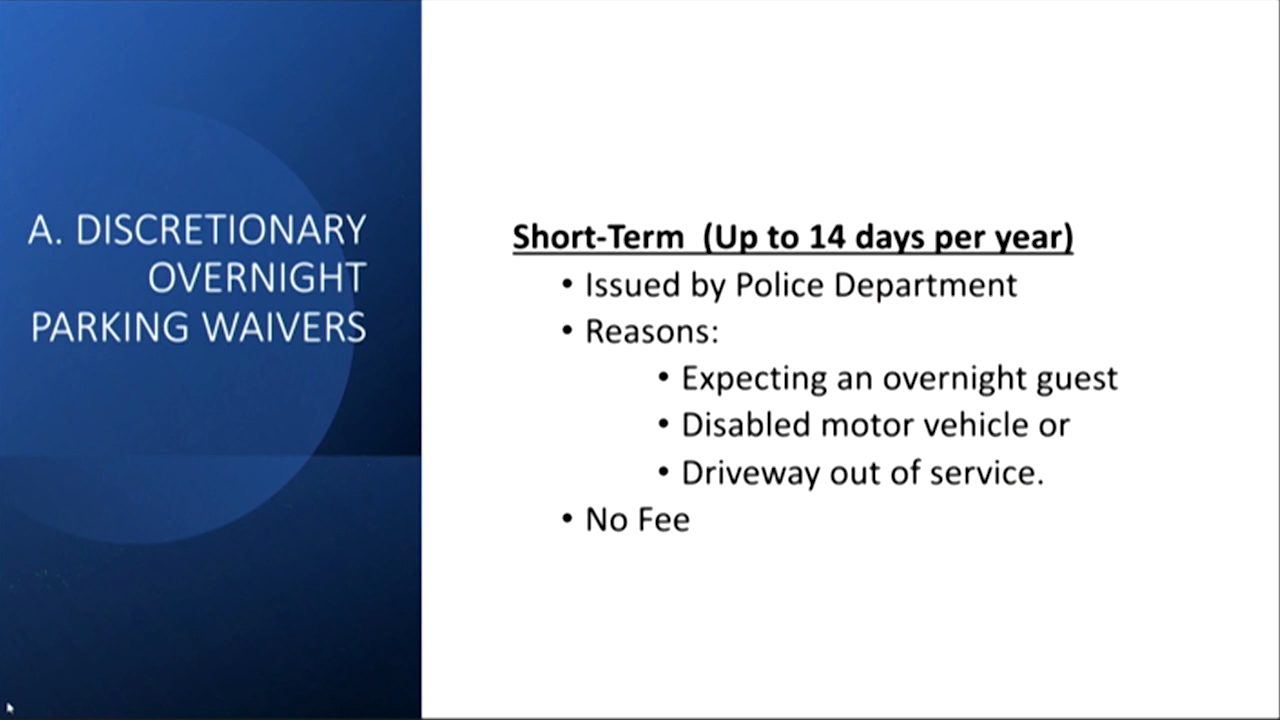 A. DISCRETIONARY
OVERNIGHT
PARKING WAIVERS
Short-Term (Up to 14 days per year)
• Issued by Police Department
• Reasons:
• Expecting an overnight guest
• Disabled motor vehicle or
• Driveway out of service.
• No Fee